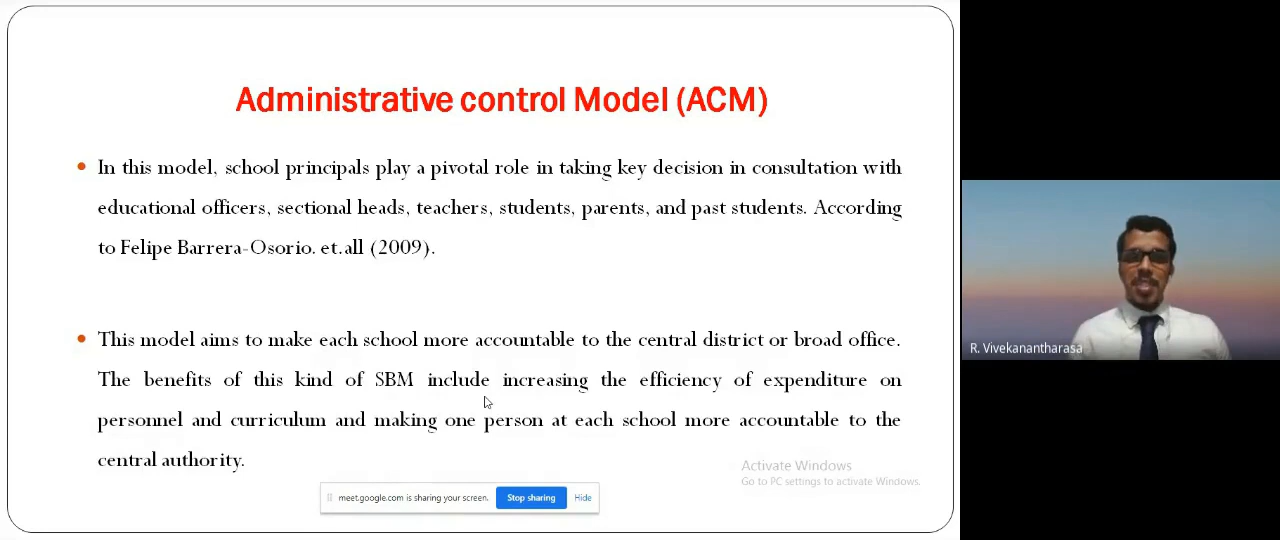 Administrative control Model (ACM)
In this model, school principals play a pivotal role in taking key decision in consultation with
educational officers, sectional heads, teachers, students, parents, and past students. According
to Felipe Barrera-Osorio. et.all (2009).
This model aims to make each school more accountable to the central district or broad office.
The benefits of this kind of SBM include increasing the efficiency of expenditure on
personnel and curriculum and making one person at each school more accountable to the
central authority.
Activate Windows
Go to PC settings to activate Windows.
meet.google.com is sharing your screen. Stop sharing Hide
R. Vivekanantharasa